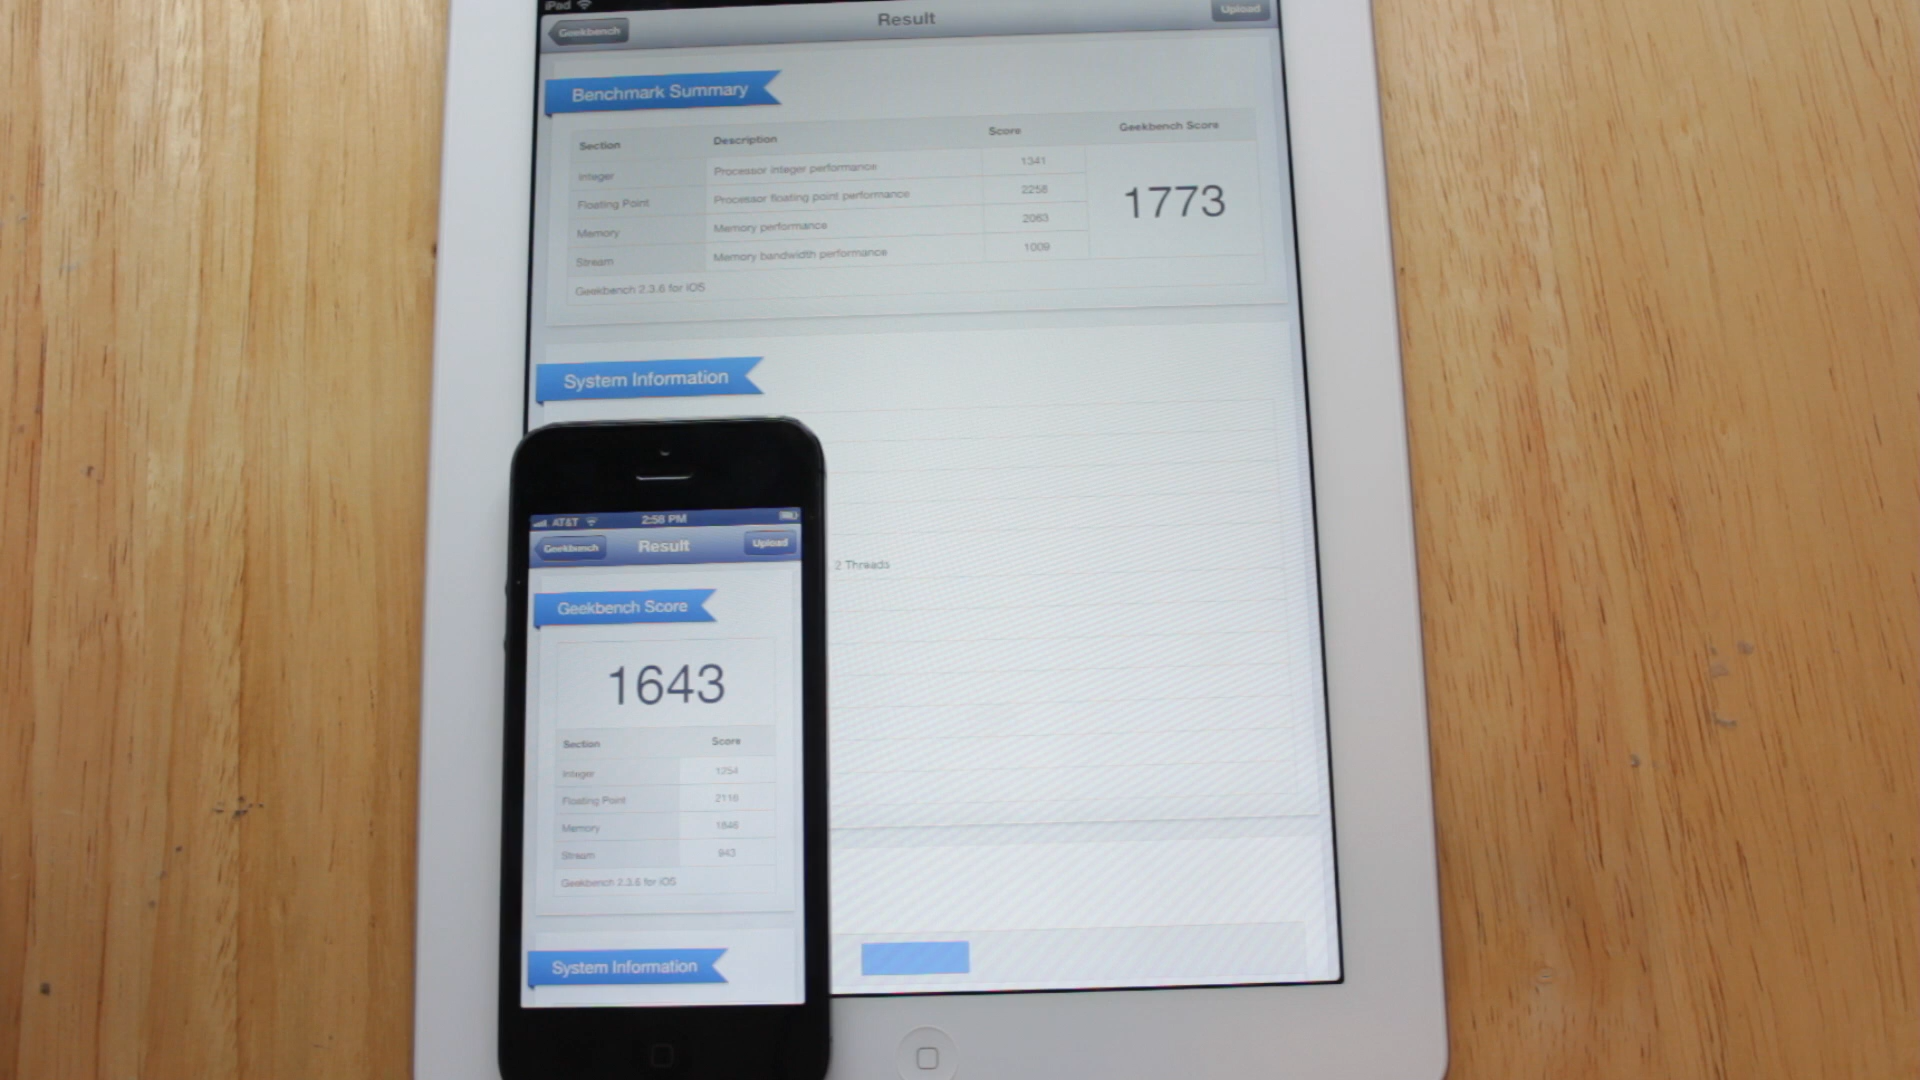 iPad
Geekbench Result Upload
Benchmark Summary
Section Description Score Geekbench Score
Integer Processor integer performance 1341
Floating Point Processor floating point performance 2258
1773
Memory Memory performance 2063
Stream Memory bandwidth performance 1009
Geekbench 2.3.6 for iOS
System Information
2 Threads
AT&T 2:58 PM
Geekbench Result Upload
Geekbench Score
1643
Section Score
Integer 1254
Floating Point 2116
Memory 1846
Stream 943
Geekbench 2.3.6 for iOS
System Information